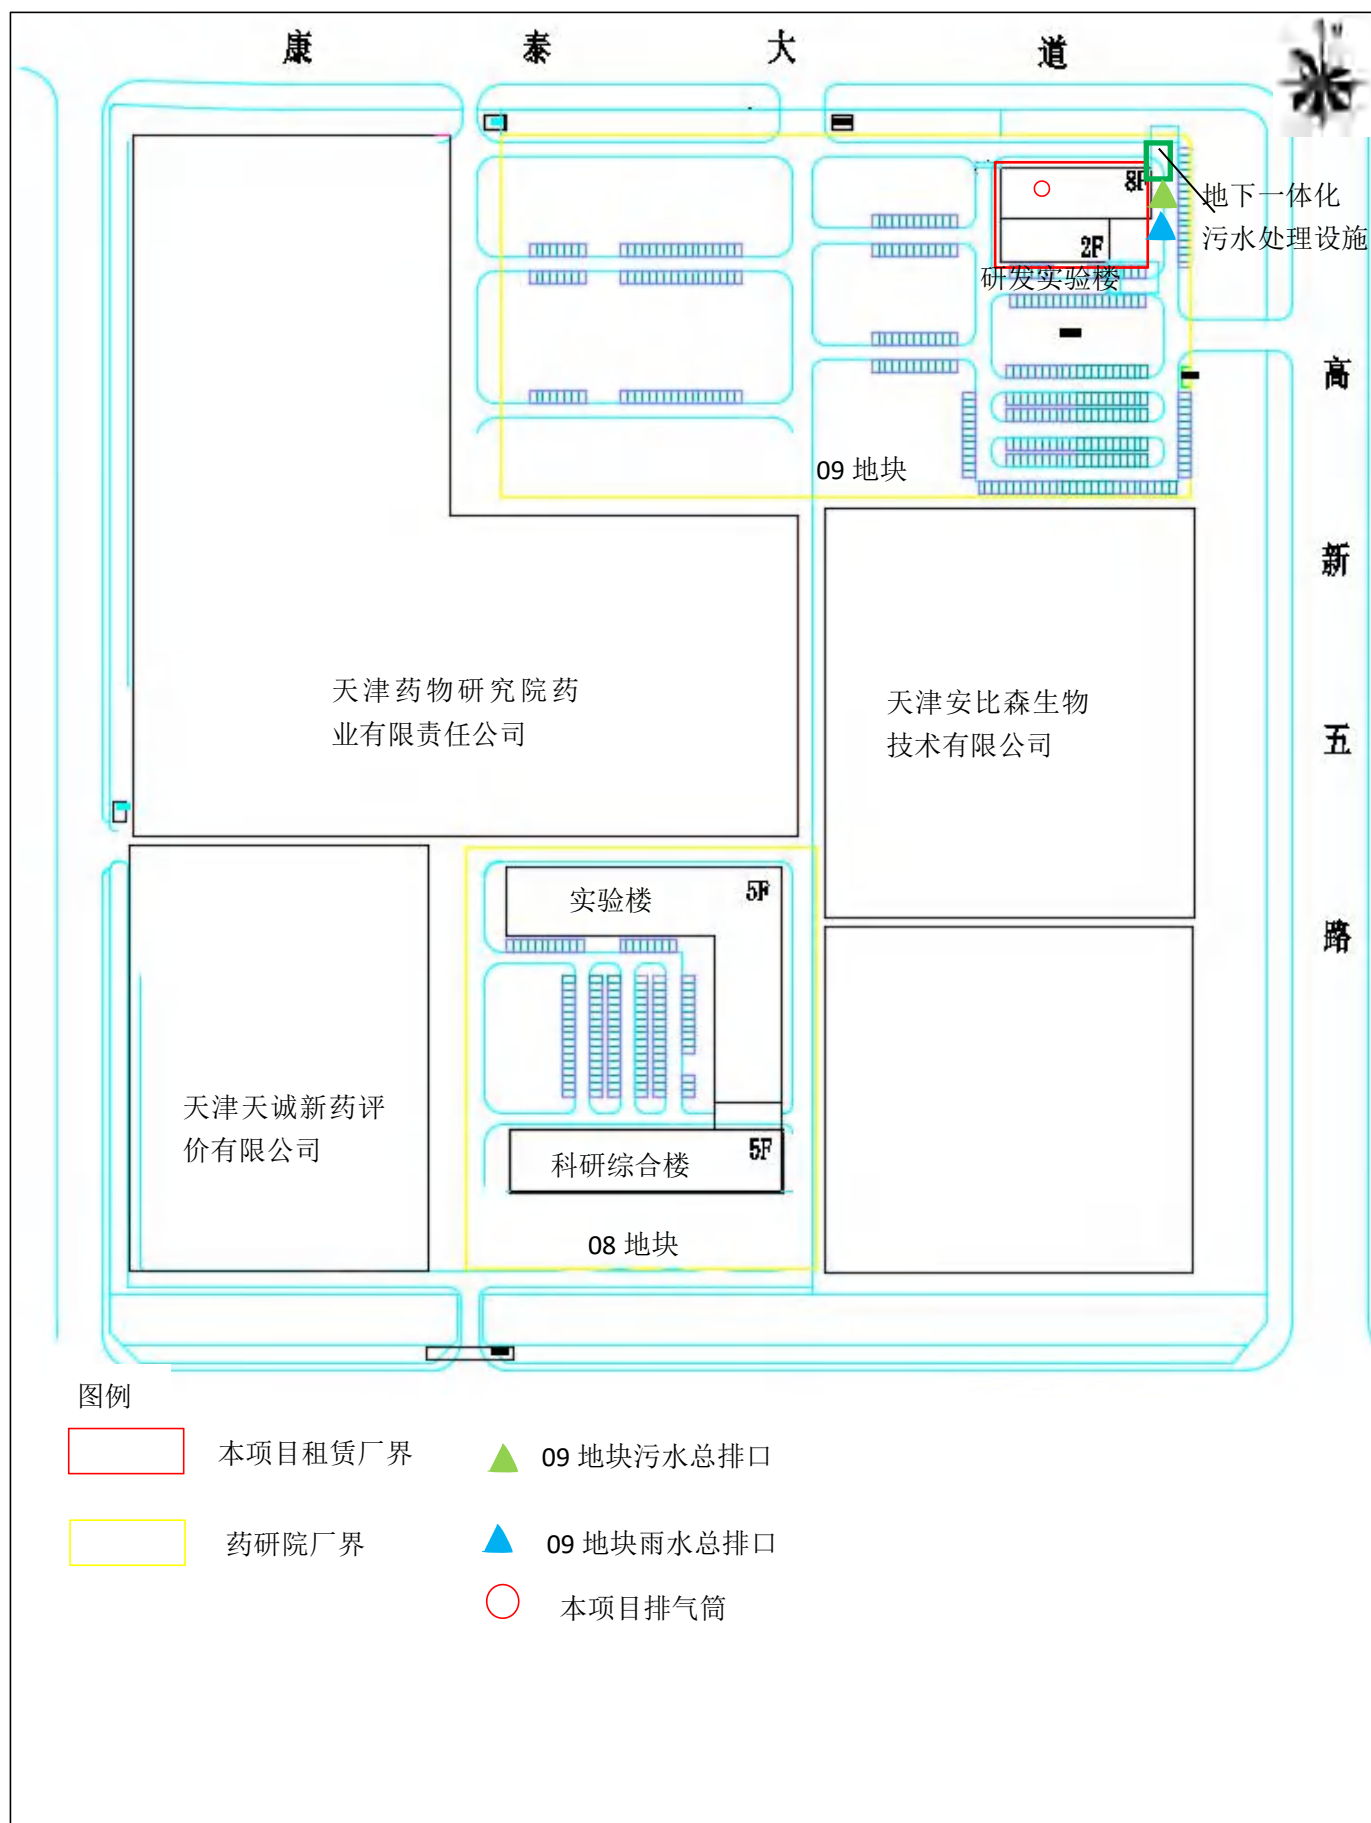 康泰大道
8F
地下一体化
污水处理设施
2F
研发实验楼
高新五路
09 地块
天津药物研究院药
业有限责任公司
天津安比森生物
技术有限公司
实验楼
5F
天津天诚新药评
价有限公司
科研综合楼
5F
08 地块
图例
本项目租赁厂界
09 地块污水总排口
药研院厂界
09 地块雨水总排口
本项目排气筒